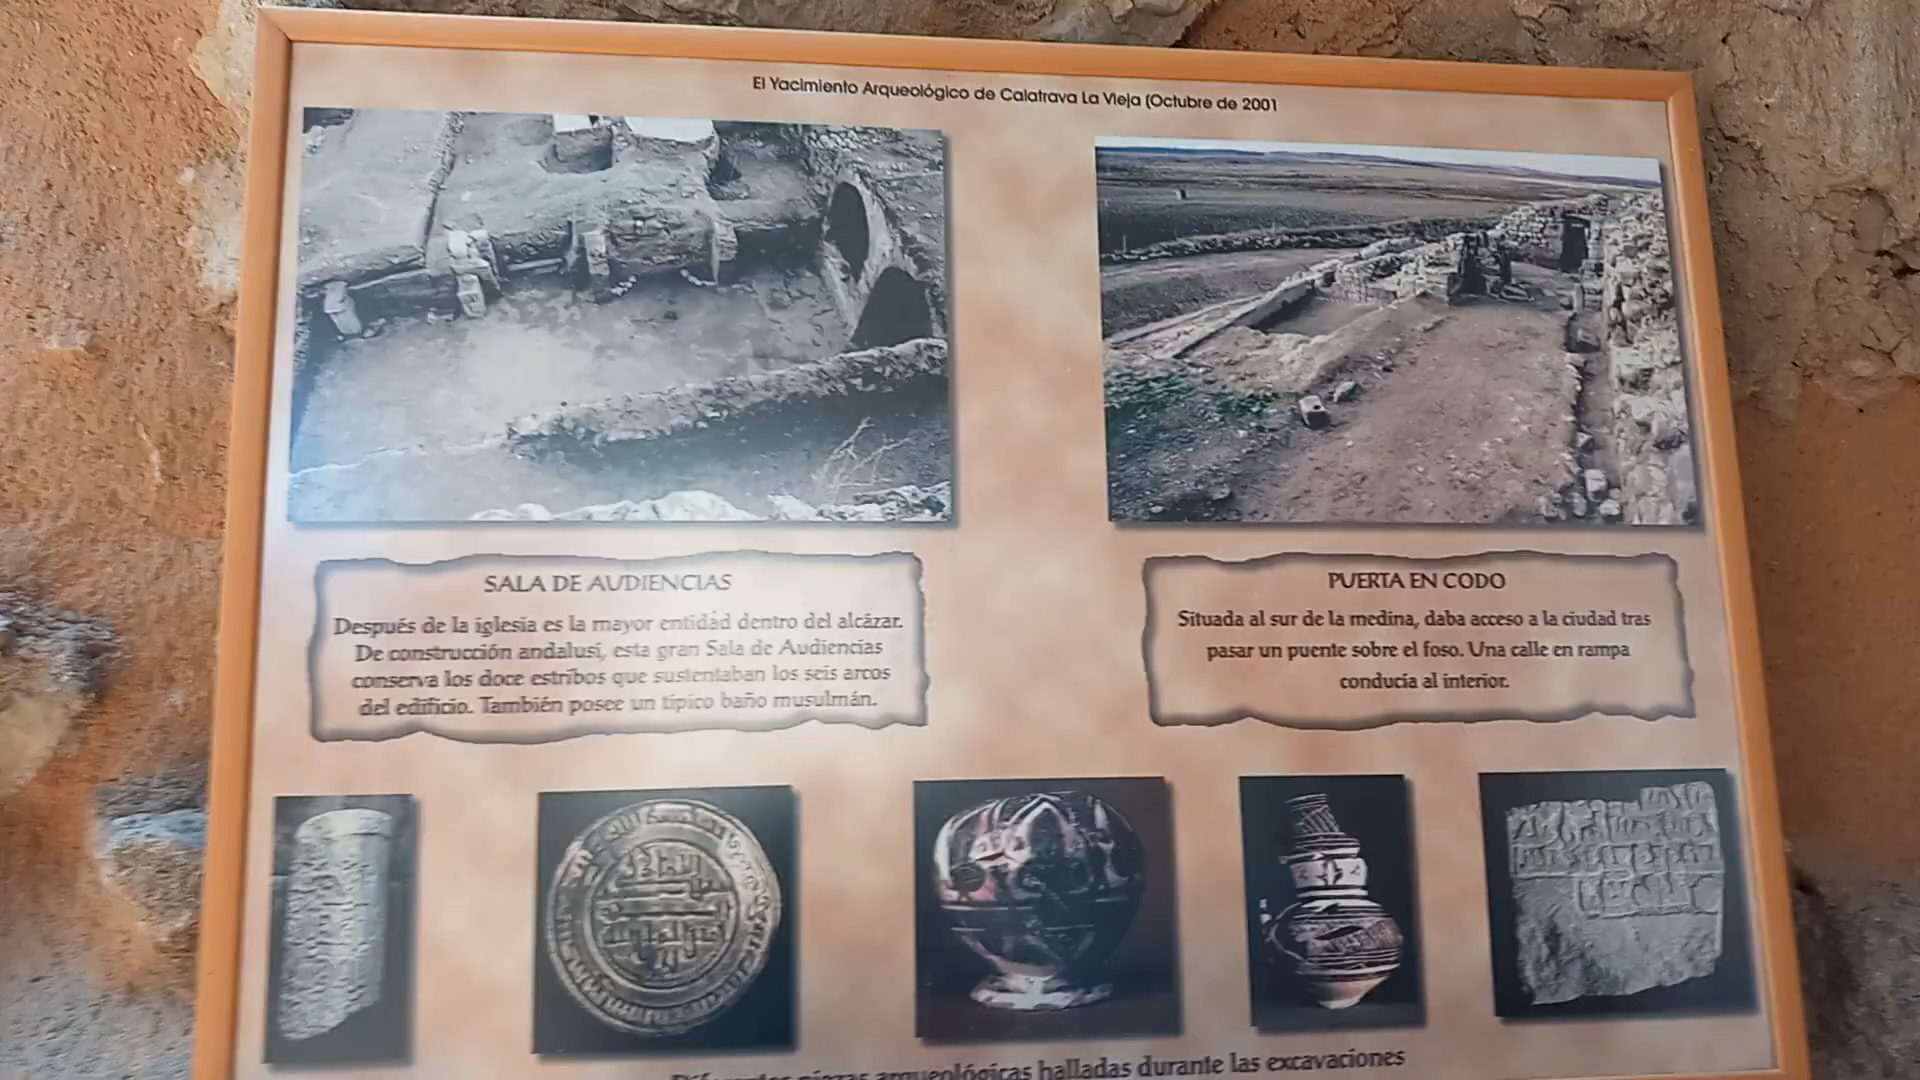 El Yacimiento Arqueológico de Calatrava La Vieja (Octubre de 2001
SALA DE AUDIENCIAS
Después de la iglesia es la mayor entidad dentro del alcázar.
De construcción andalusí, esta gran Sala de Audiencias
conserva los doce estribos que sustentaban los seis arcos
del edificio. También posee un típico baño musulmán.
PUERTA EN CODO
Situada al sur de la medina, daba acceso a la ciudad tras
pasar un puente sobre el foso. Una calle en rampa
conducía al interior.
Diferentes piezas arqueológicas halladas durante las excavaciones